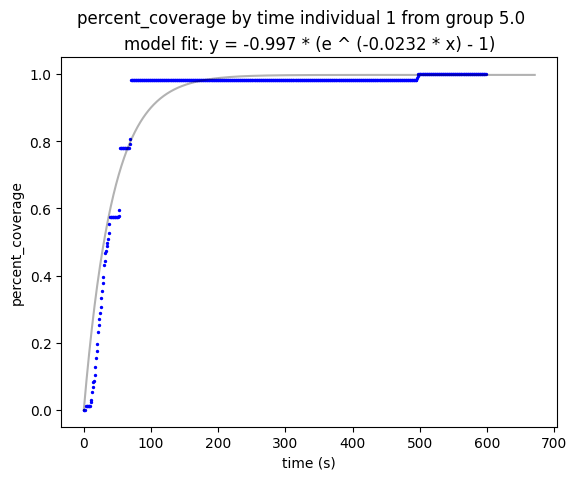 percent_coverage by time individual 1 from group 5.0
model fit: y = -0.997 * (e ^ (-0.0232 * x) - 1)
1.0
0.8
0.6
0.4
0.2
0.0
percent_coverage
0 100 200 300 400 500 600 700
time (s)